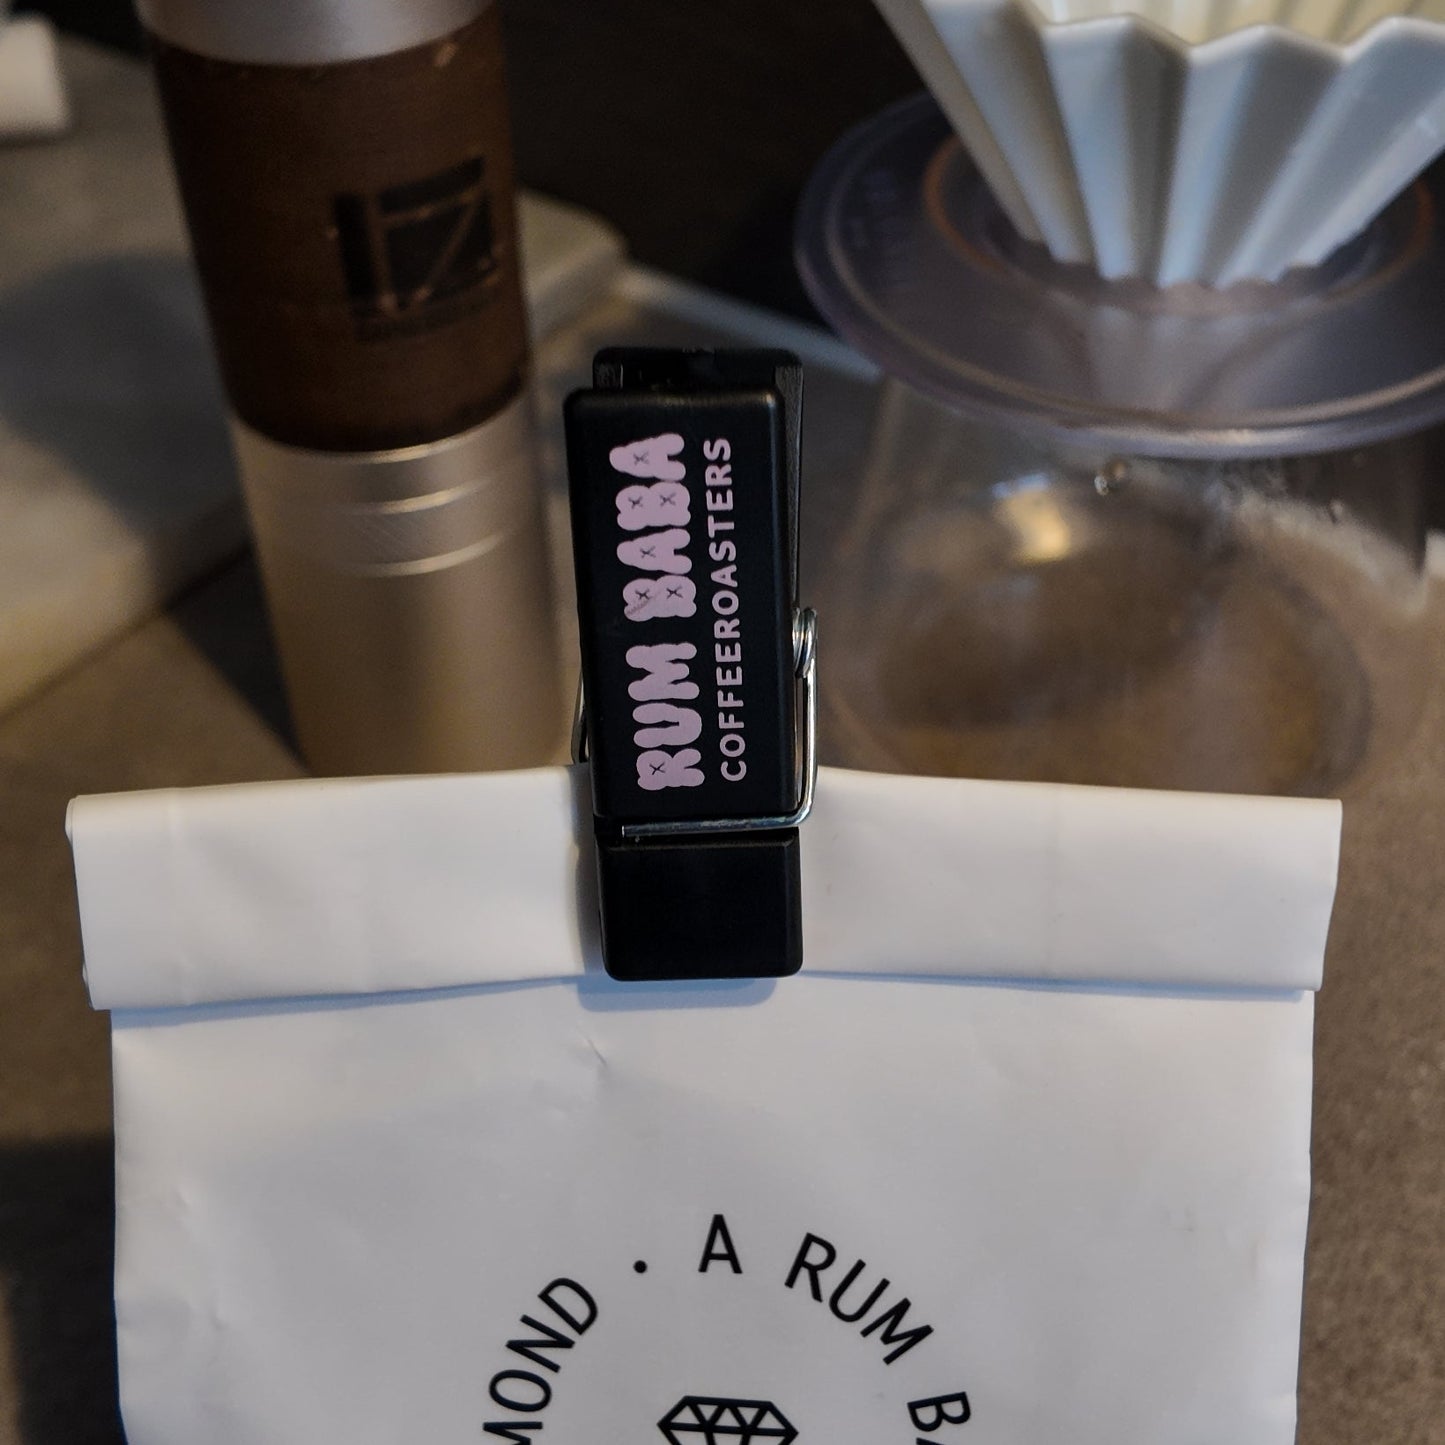 RUM BABA
COFFEEROASTERS
MOND · A RUM BA